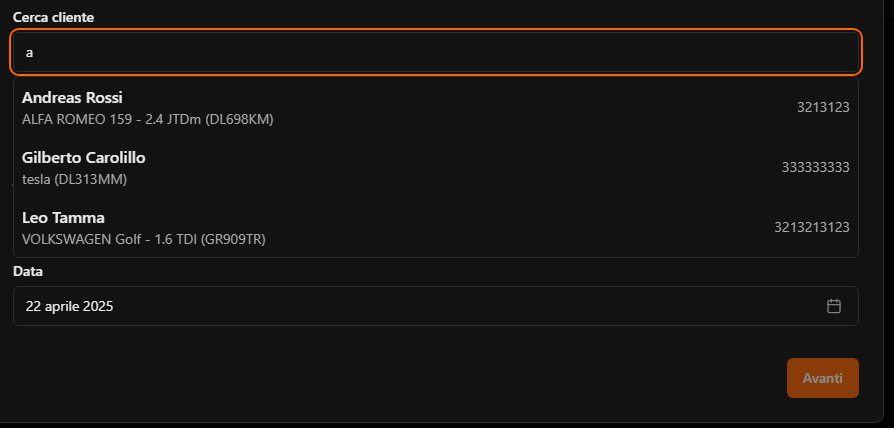 Cerca cliente
a
Andreas Rossi
3213123
ALFA ROMEO 159 - 2.4 JTDm (DL698KM)
Gilberto Carolillo
333333333
tesla (DL313MM)
Leo Tamma
3213213123
VOLKSWAGEN Golf - 1.6 TDI (GR909TR)
Data
22 aprile 2025
Avanti